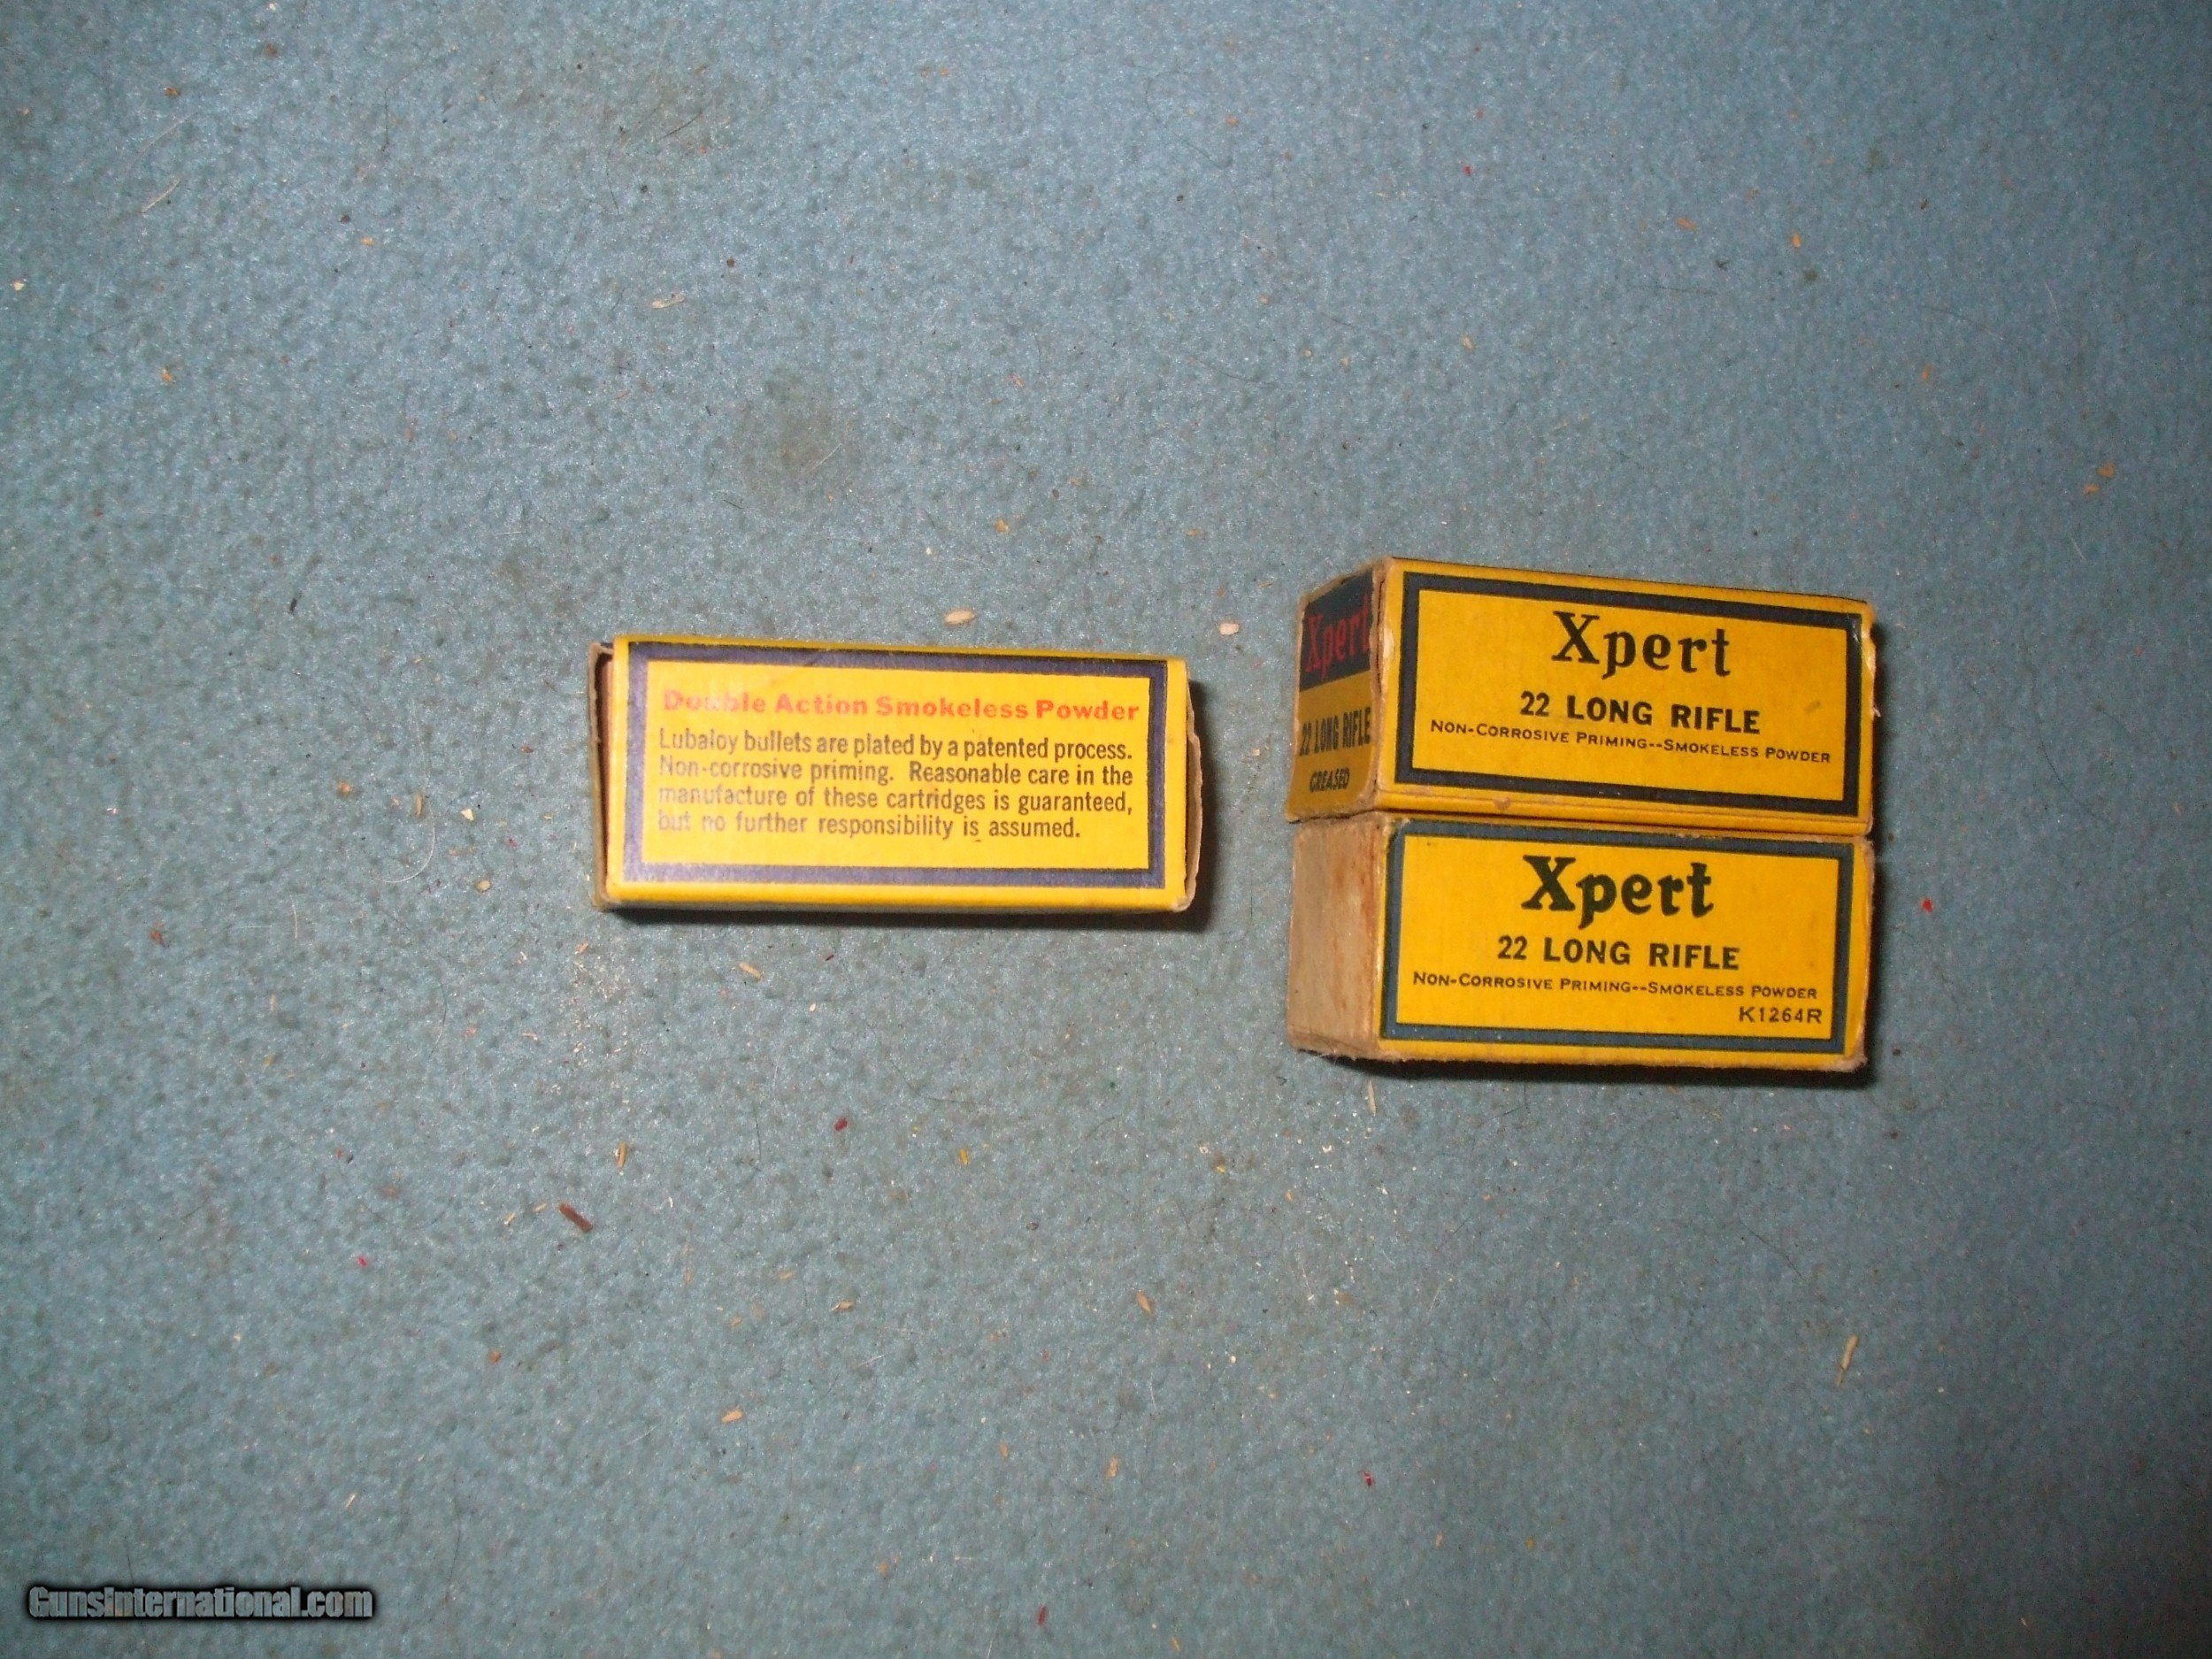 Double Action Smokeless Powder
Lubaloy bullets are plated by a patented process.
Non-corrosive priming. Reasonable care in the
manufacture of these cartridges is guaranteed,
but no further responsibility is assumed.
Xpert
22 LONG RIFLE
GREASED
Xpert
22 LONG RIFLE
NON-CORROSIVE PRIMING--SMOKELESS POWDER
Xpert
22 LONG RIFLE
NON-CORROSIVE PRIMING--SMOKELESS POWDER
K1264R
GunsInternational.com